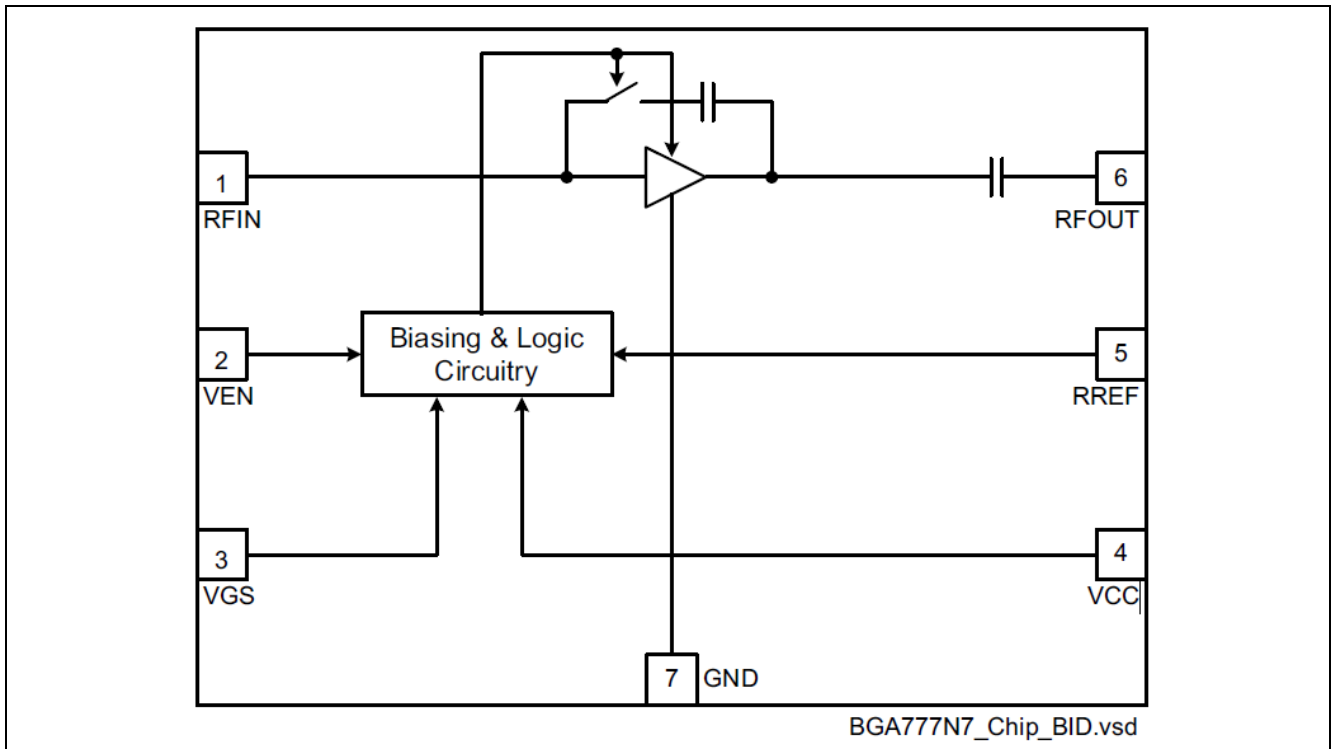 1
RFIN
6
RFOUT
Biasing & Logic
Circuitry
2
VEN
5
RREF
3
VGS
4
VCC
7 GND
BGA777N7_Chip_BID.vsd